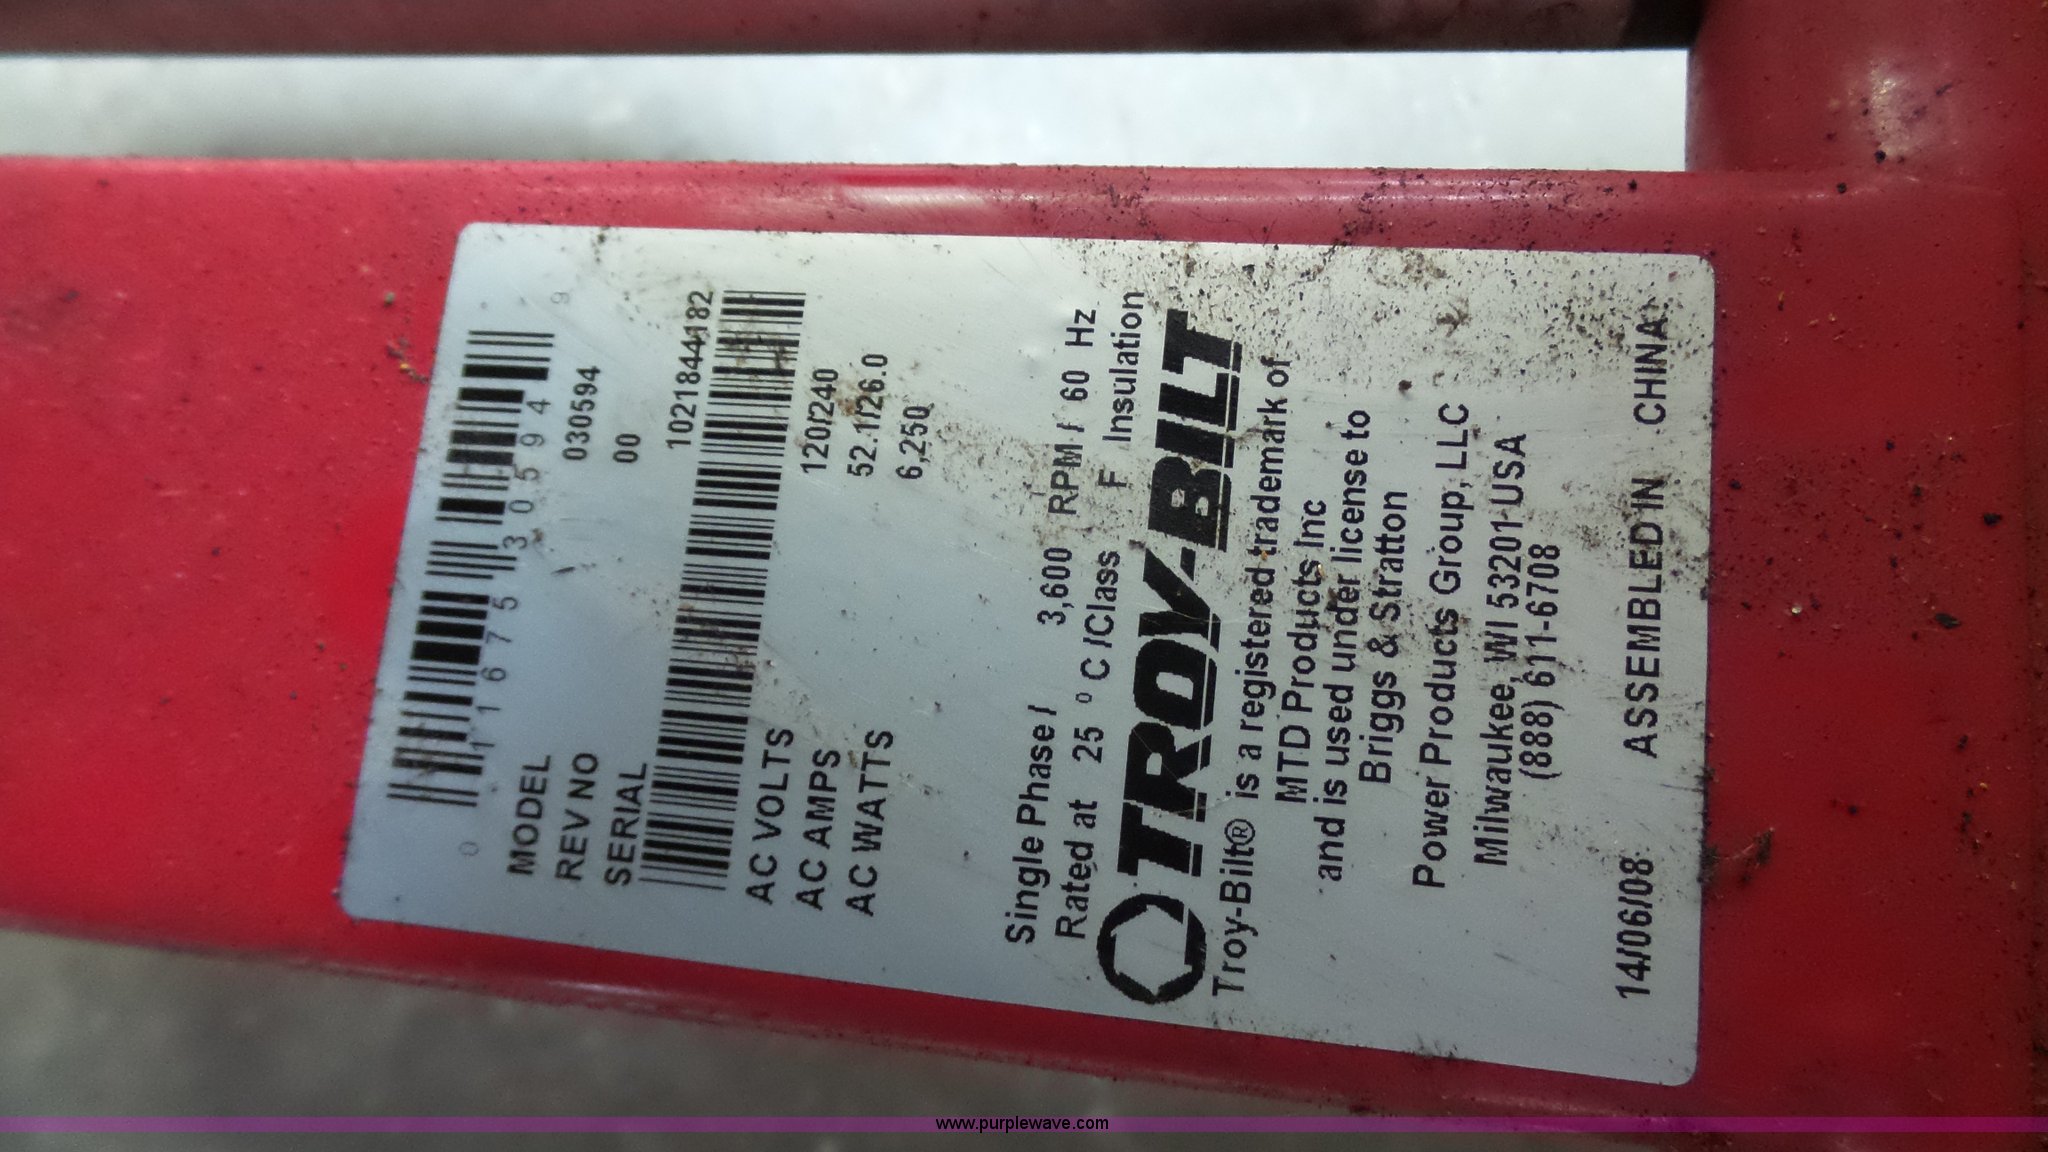 0 11675 30594 9
MODEL 030594
REV NO 00
SERIAL 1021844182
AC VOLTS 120/240
AC AMPS 52.1/26.0
AC WATTS 6,250
Single Phase / 3,600 RPM / 60 Hz
Rated at 25 ° C /Class F Insulation
TROY-BILT
Troy-Bilt® is a registered trademark of
MTD Products Inc
and is used under license to
Briggs & Stratton
Power Products Group, LLC
Milwaukee, WI 53201 USA
(888) 611-6708
14/06/08 ASSEMBLED IN CHINA
www.purplewave.com